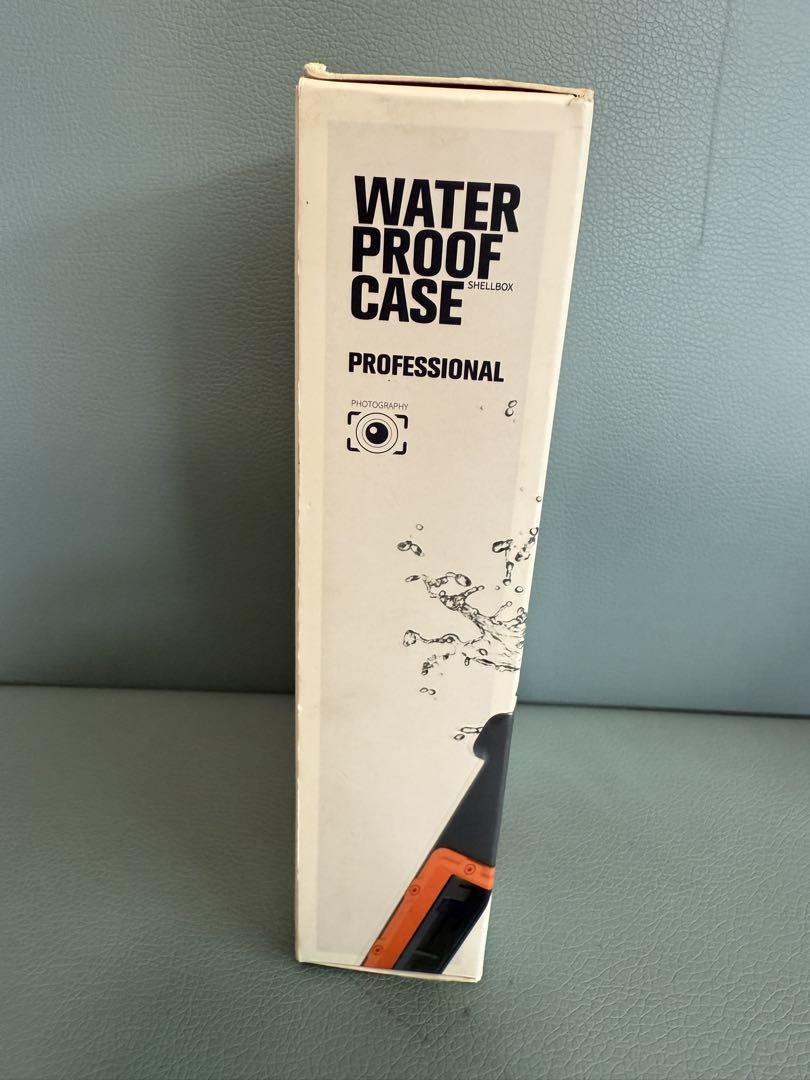 WATER
PROOF
CASE SHELLBOX
PROFESSIONAL
PHOTOGRAPHY